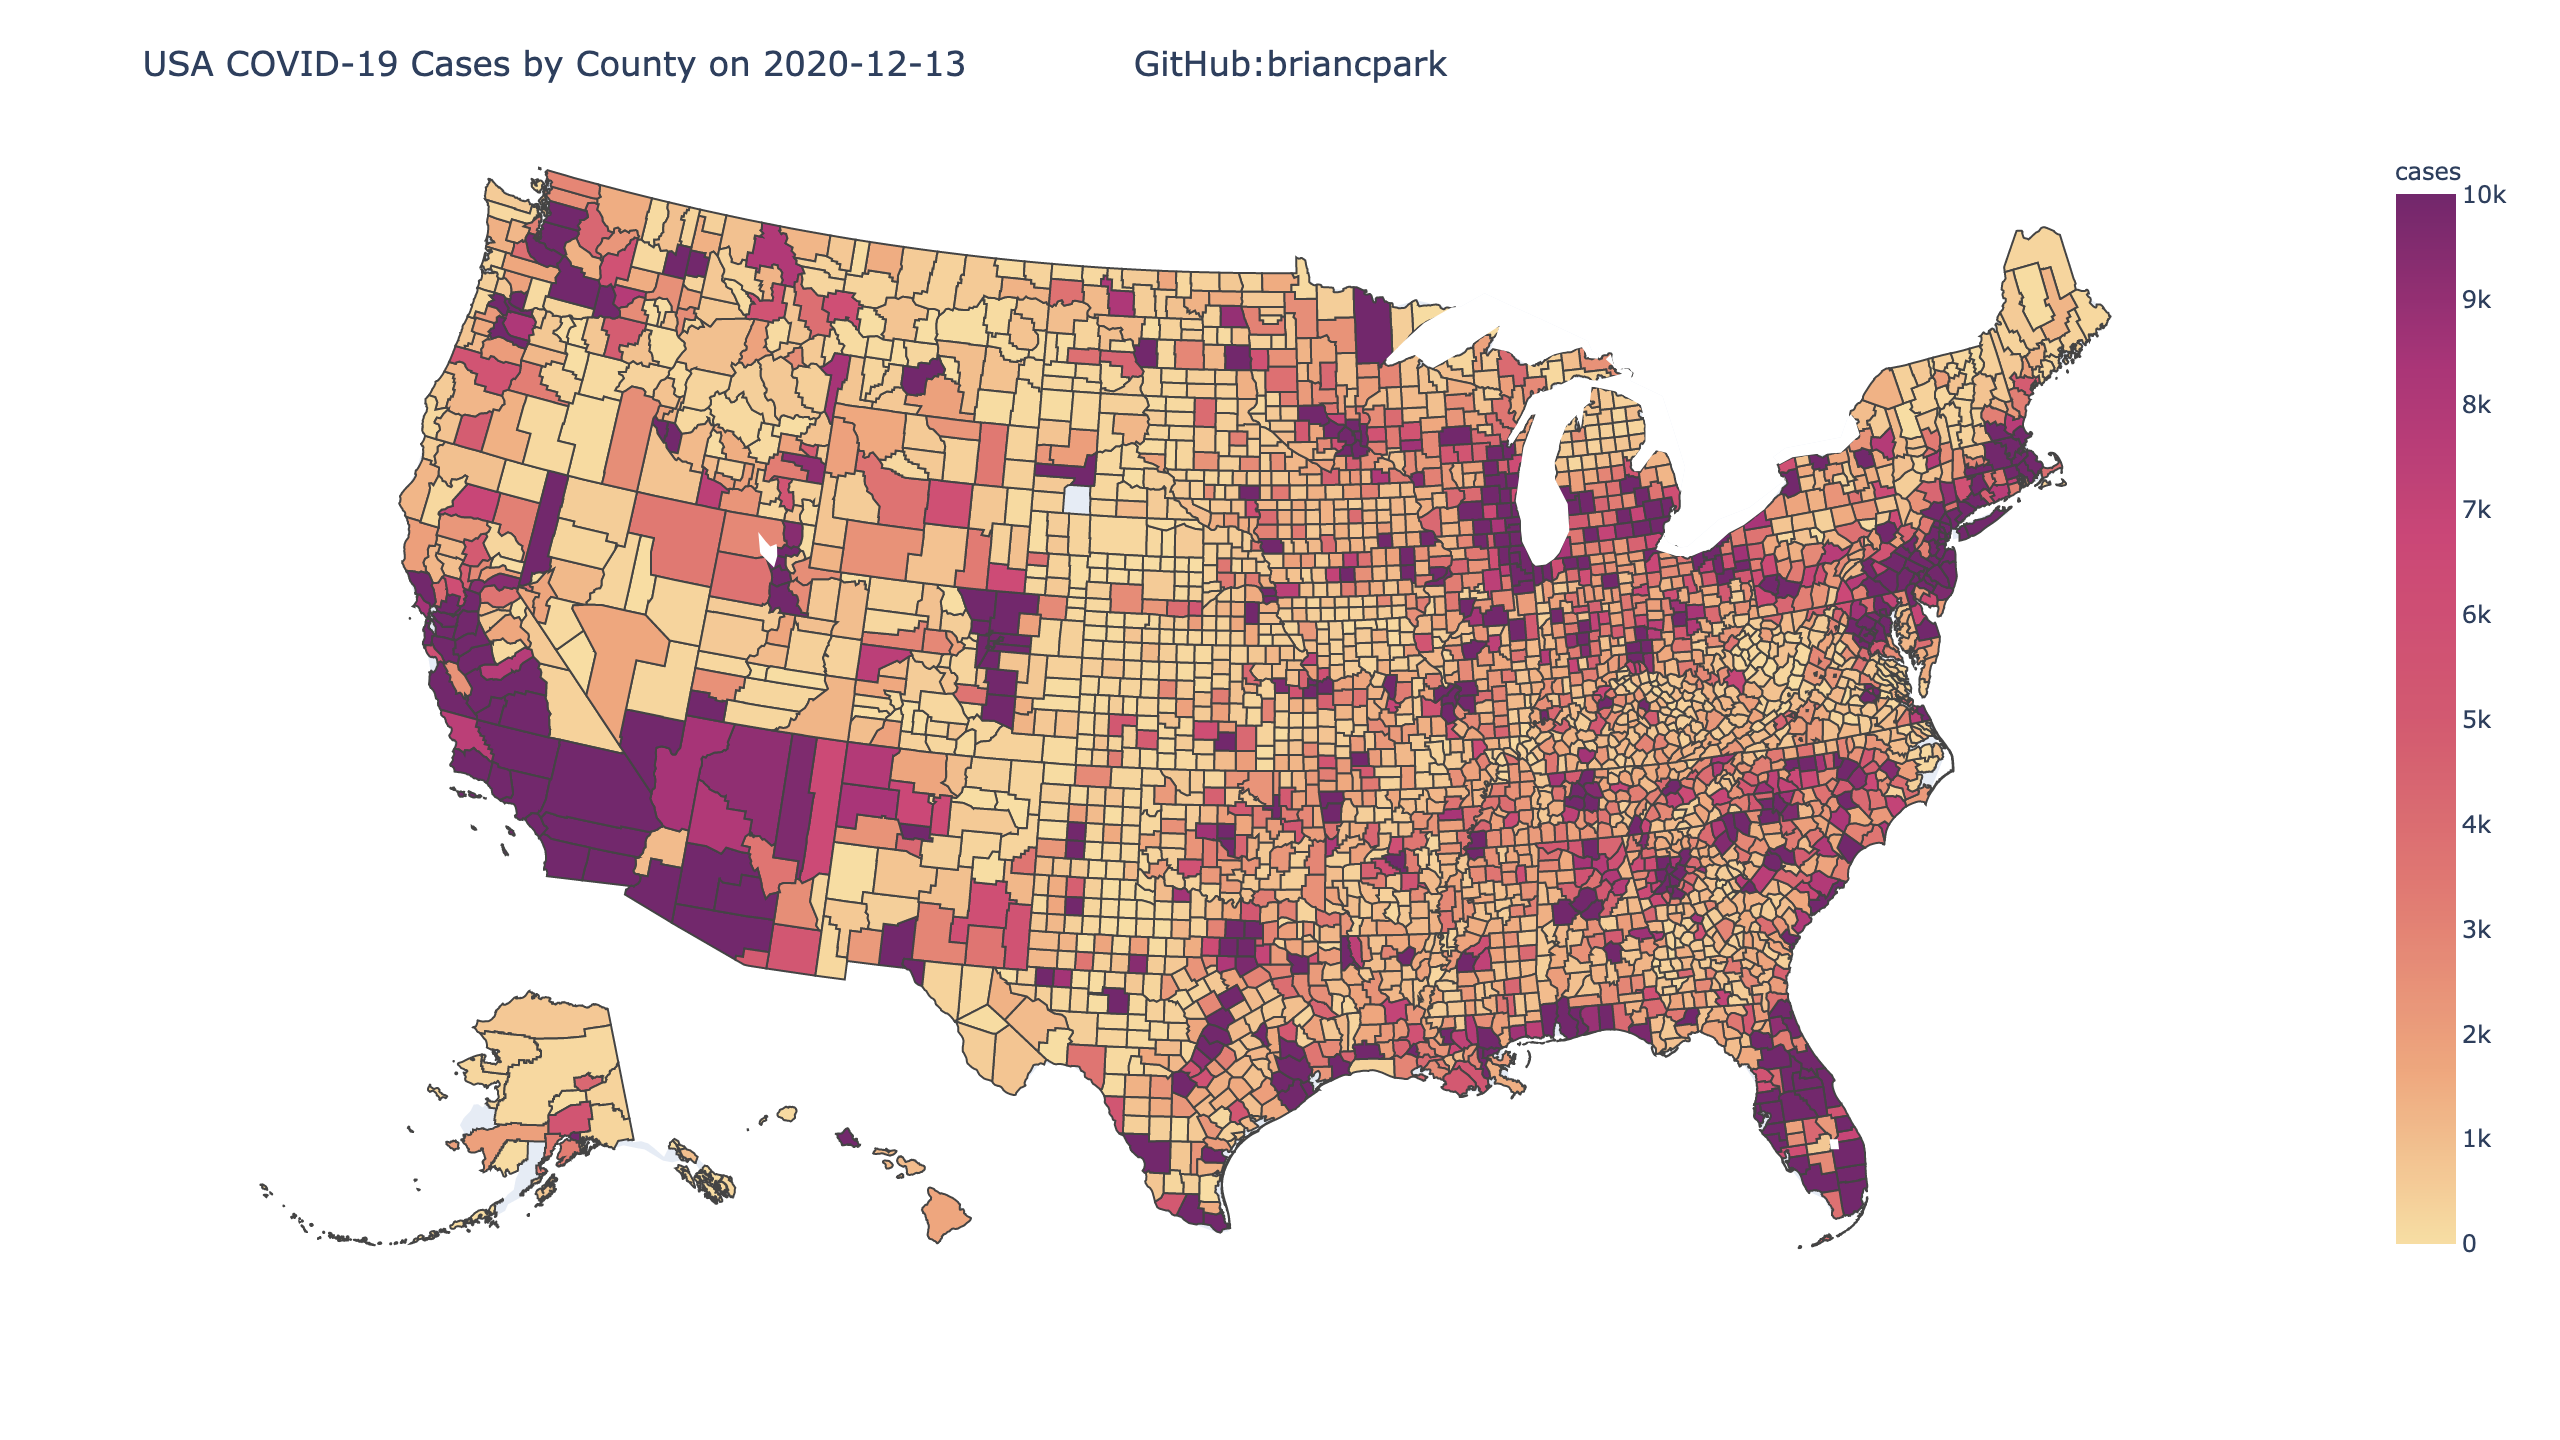 USA COVID-19 Cases by County on 2020-12-13 GitHub:briancpark
cases
10k
9k
8k
7k
6k
5k
4k
3k
2k
1k
0